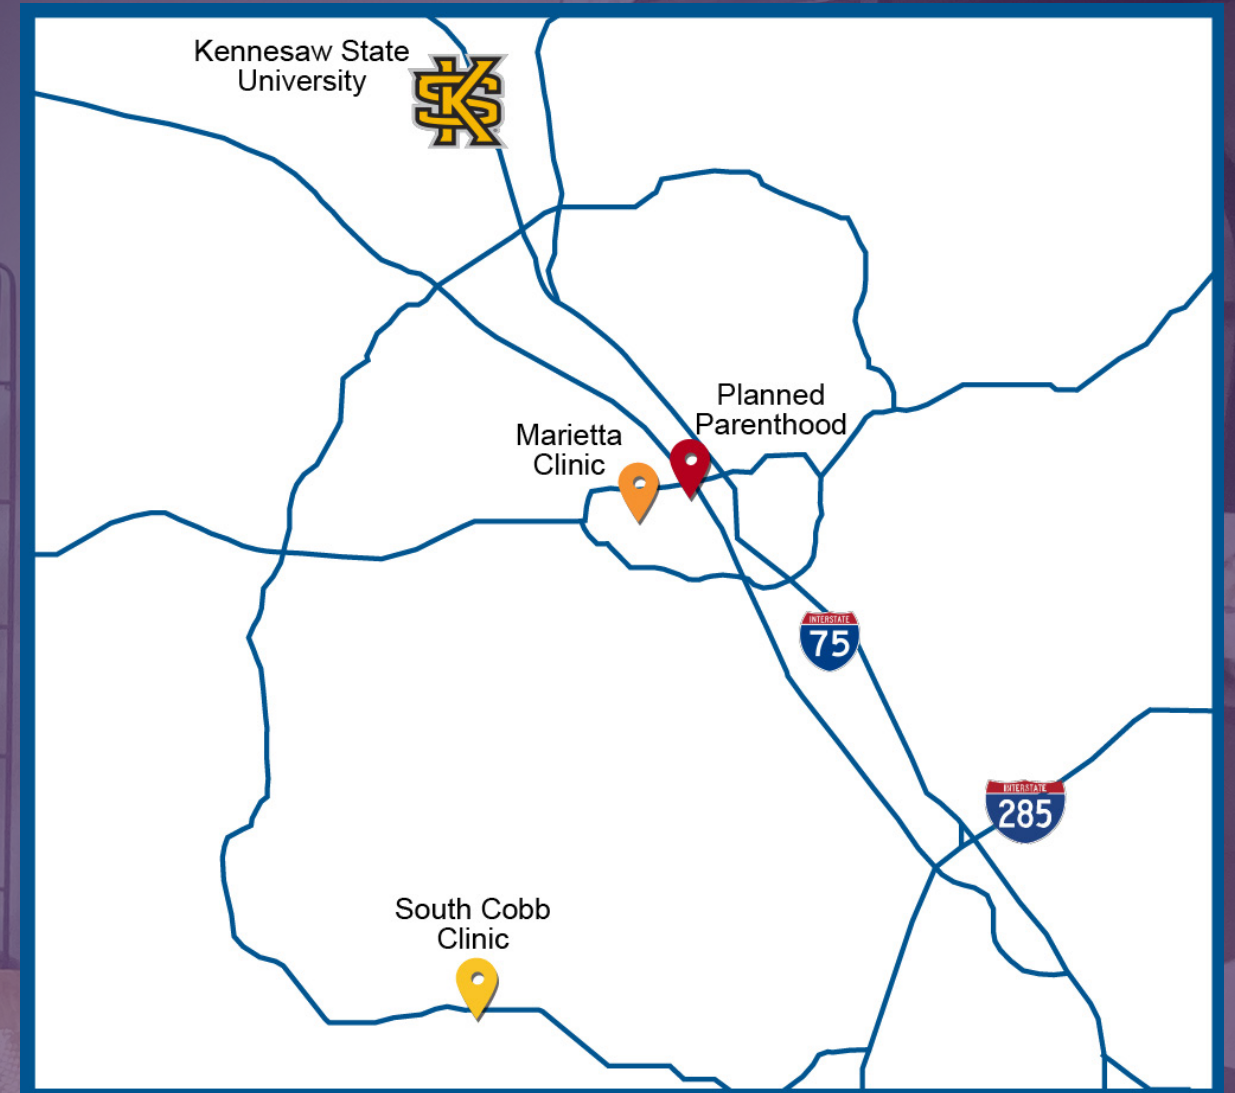 Kennesaw State
University
KS
Planned
Parenthood
Marietta
Clinic
INTERSTATE
75
INTERSTATE
285
South Cobb
Clinic